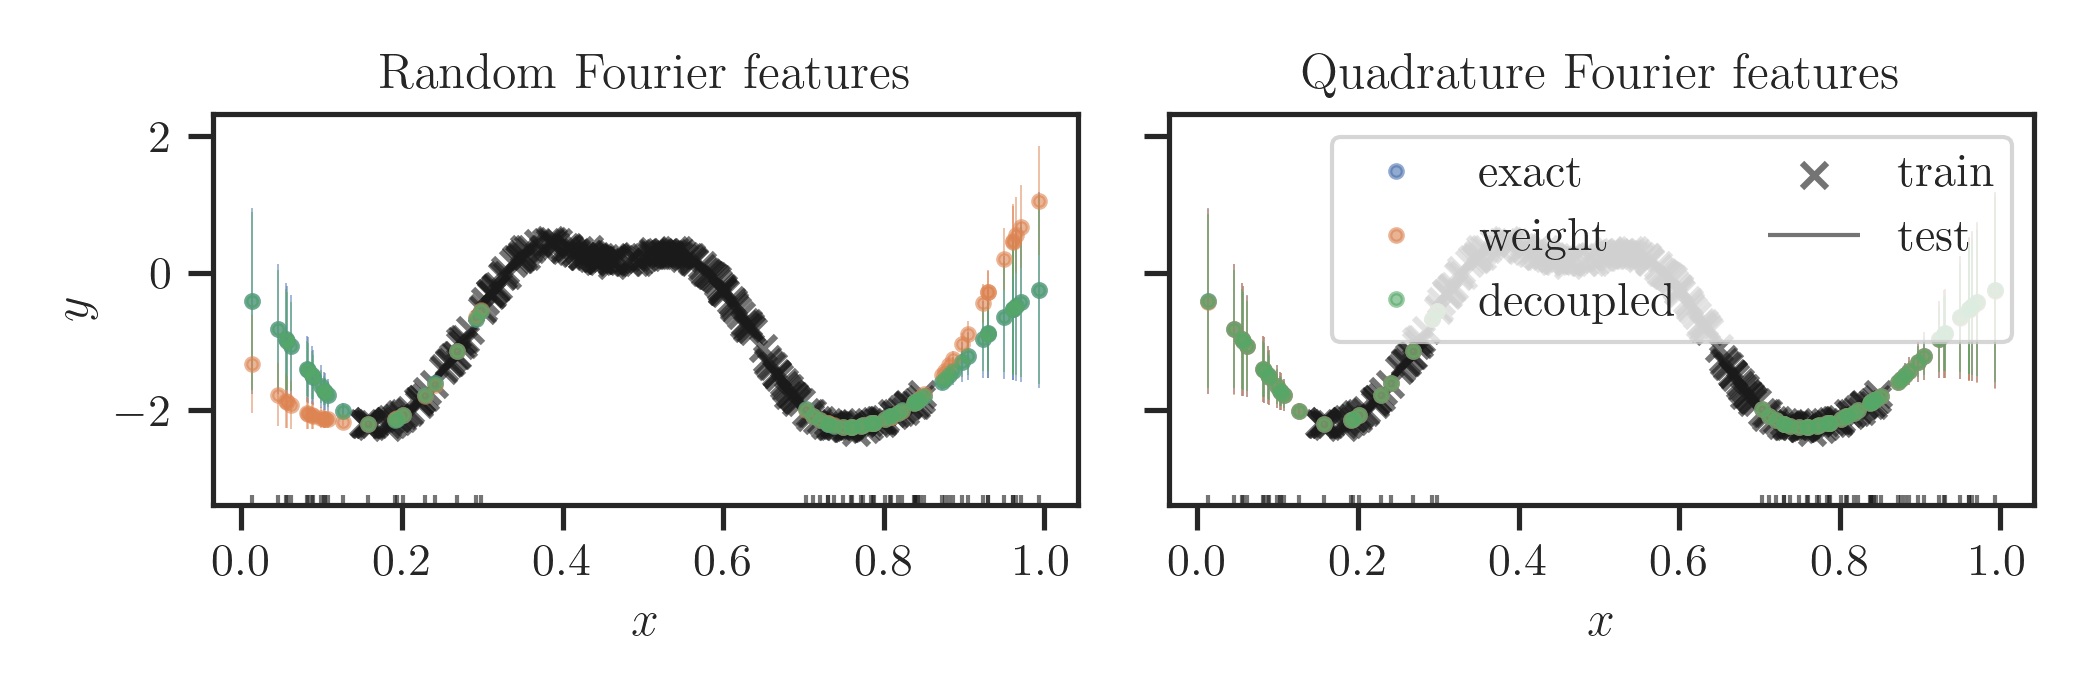 Random Fourier features
Quadrature Fourier features
2
0
−2
y
exact
weight
decoupled
train
test
0.0 0.2 0.4 0.6 0.8 1.0
0.0 0.2 0.4 0.6 0.8 1.0
x
x